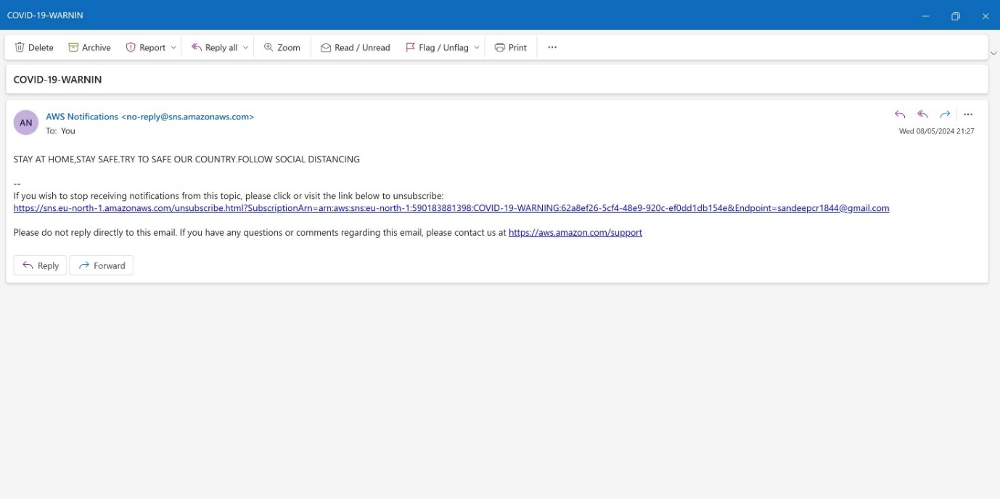 COVID-19-WARNIN
Delete Archive Report Reply all Zoom Read / Unread Flag / Unflag Print ...
COVID-19-WARNIN
AN
AWS Notifications <no-reply@sns.amazonaws.com>
To: You
Wed 08/05/2024 21:27
STAY AT HOME,STAY SAFE.TRY TO SAFE OUR COUNTRY.FOLLOW SOCIAL DISTANCING
--
If you wish to stop receiving notifications from this topic, please click or visit the link below to unsubscribe:
https://sns.eu-north-1.amazonaws.com/unsubscribe.html?SubscriptionArn=arn:aws:sns:eu-north-1:590183881398:COVID-19-WARNING:62a8ef26-5cf4-48e9-920c-ef0dd1db154e&Endpoint=sandeepcr1844@gmail.com
Please do not reply directly to this email. If you have any questions or comments regarding this email, please contact us at https://aws.amazon.com/support
Reply Forward